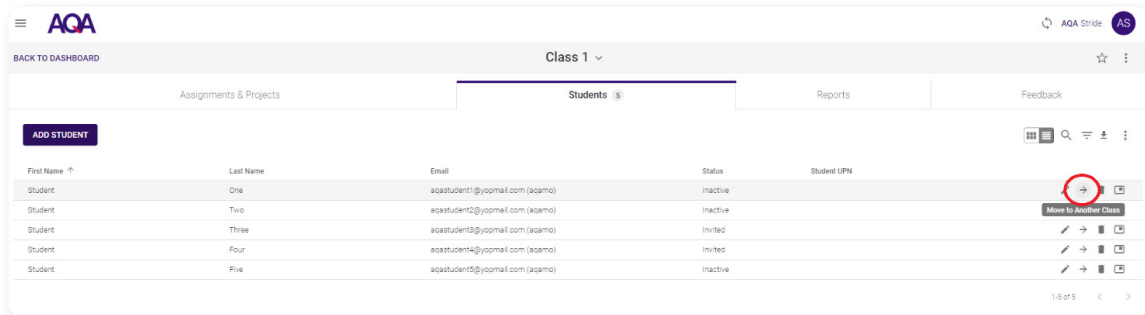 AQA
AQA Stride AS
BACK TO DASHBOARD Class 1
Assignments & Projects Students 5 Reports Feedback
ADD STUDENT
First Name Last Name Email Status Student UPN
Student One aqastudent1@yopmail.com (aqamo) Inactive
Student Two aqastudent2@yopmail.com (aqamo) Inactive
Move to Another Class
Student Three aqastudent3@yopmail.com (aqamo) Invited
Student Four aqastudent4@yopmail.com (aqamo) Invited
Student Five aqastudent5@yopmail.com (aqamo) Inactive
1-5 of 5